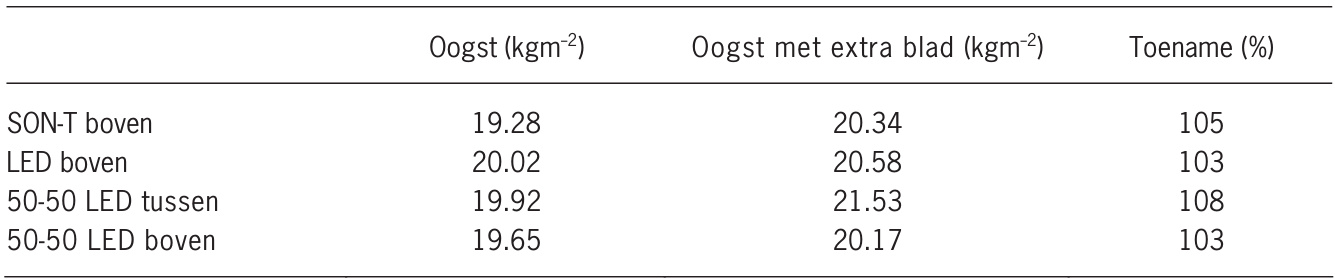 Oogst (kgm⁻²) Oogst met extra blad (kgm⁻²) Toename (%)
SON-T boven 19.28 20.34 105
LED boven 20.02 20.58 103
50-50 LED tussen 19.92 21.53 108
50-50 LED boven 19.65 20.17 103